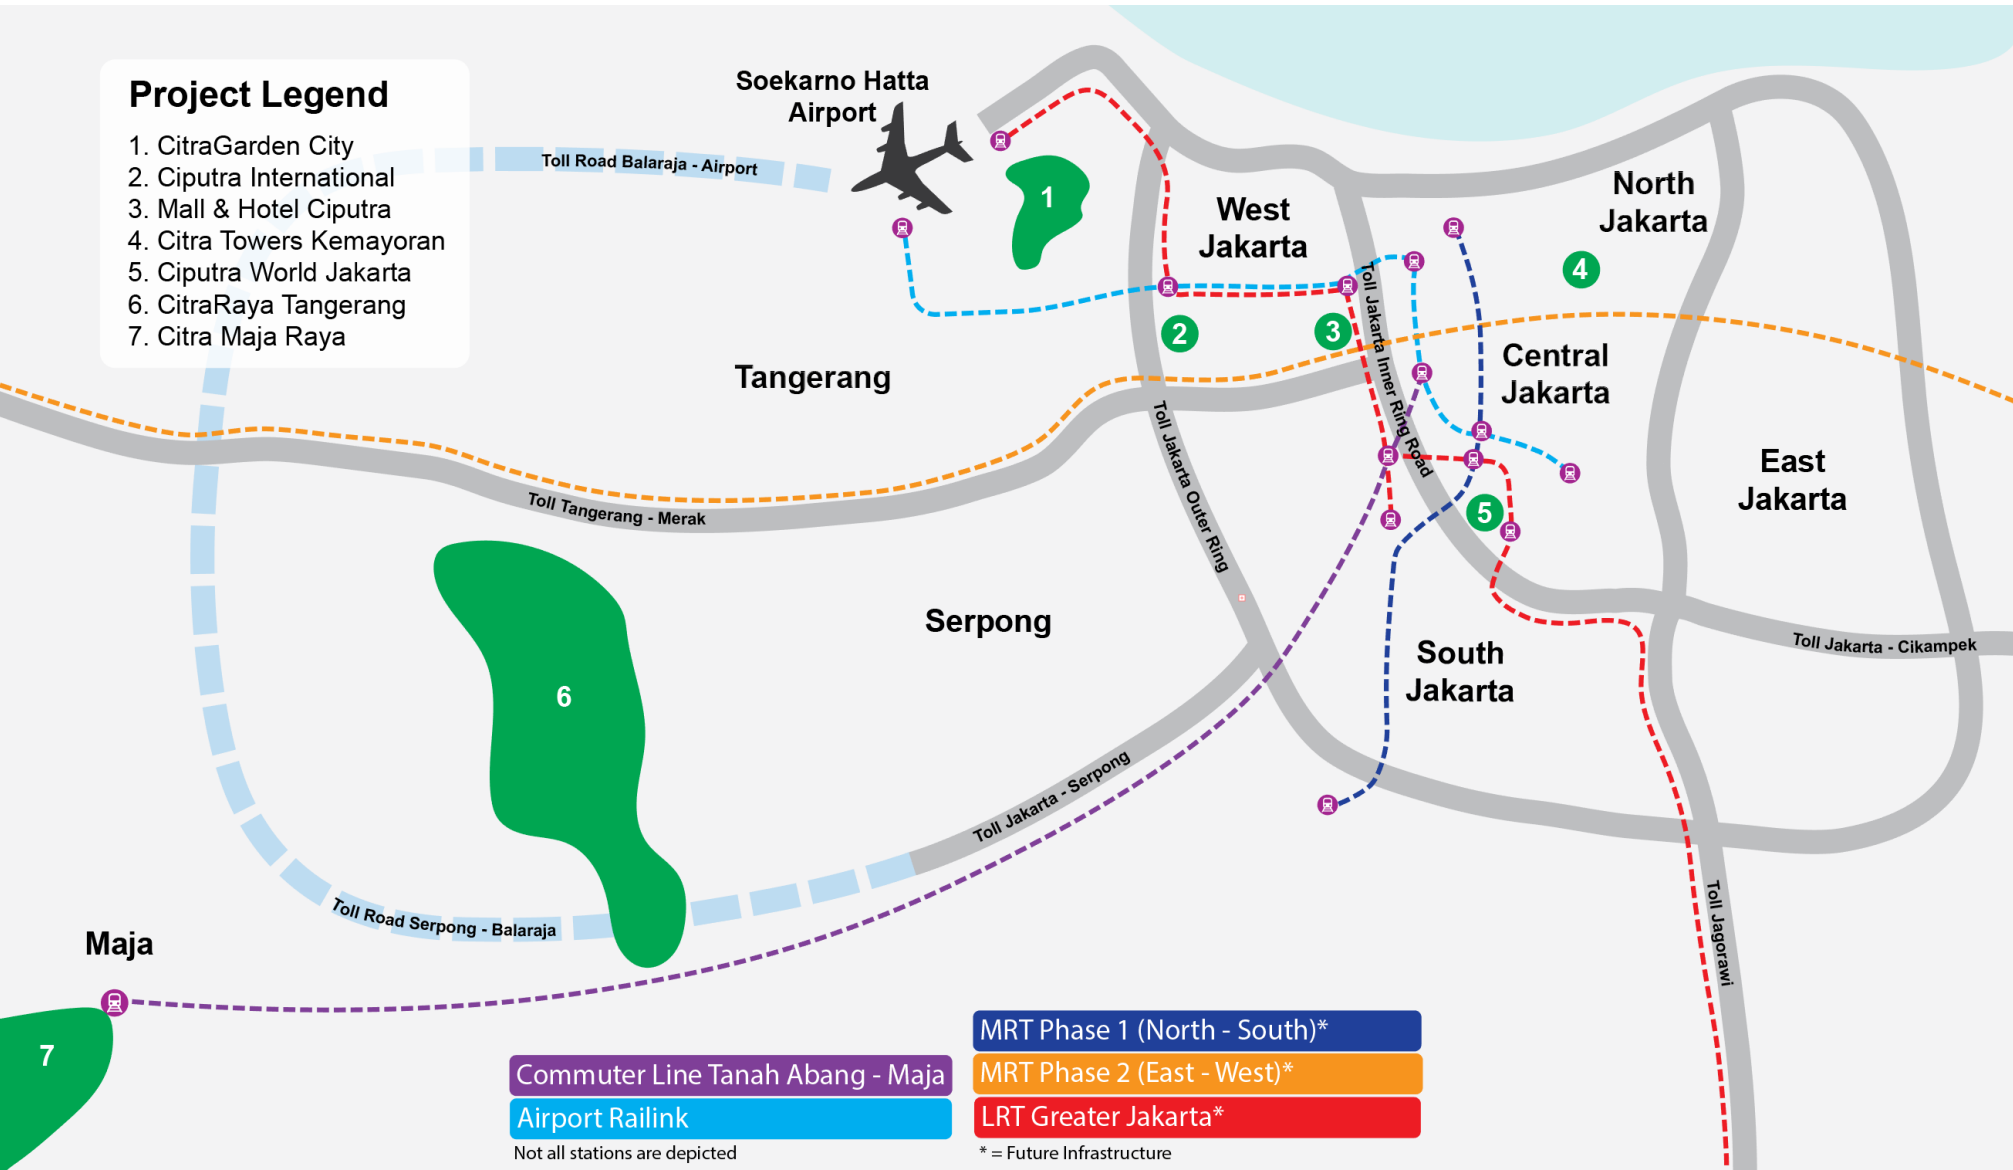 Project Legend
1. CitraGarden City
2. Ciputra International
3. Mall & Hotel Ciputra
4. Citra Towers Kemayoran
5. Ciputra World Jakarta
6. CitraRaya Tangerang
7. Citra Maja Raya
Soekarno Hatta
Airport
Toll Road Balaraja - Airport
1
West
Jakarta
North
Jakarta
4
2
3
Toll Jakarta Inner Ring Road
Central
Jakarta
Tangerang
Toll Jakarta Outer Ring
East
Jakarta
Toll Tangerang - Merak
5
Serpong
South
Jakarta
Toll Jakarta - Cikampek
6
Toll Jakarta - Serpong
Toll Road Serpong - Balaraja
Toll Jagorawi
Maja
7
Commuter Line Tanah Abang - Maja
Airport Railink
Not all stations are depicted
MRT Phase 1 (North - South)*
MRT Phase 2 (East - West)*
LRT Greater Jakarta*
* = Future Infrastructure